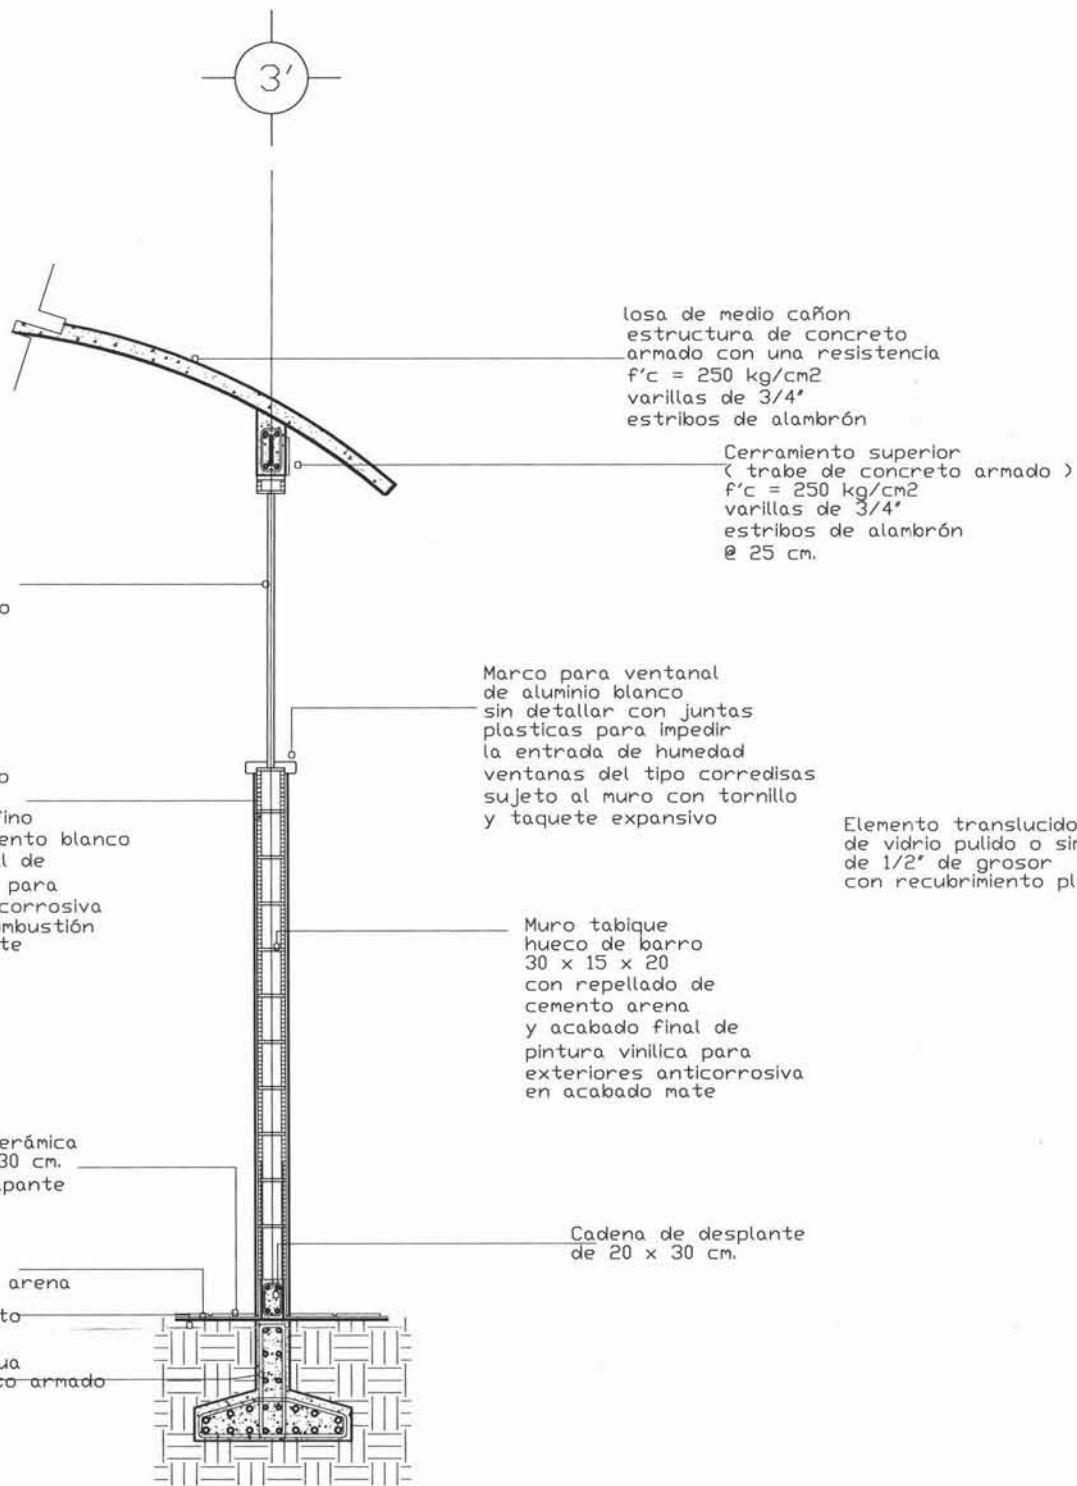 3'
losa de medio cañon
estructura de concreto
armado con una resistencia
f'c = 250 kg/cm2
varillas de 3/4"
estribos de alambrón
Cerramiento superior
( trabe de concreto armado )
f'c = 250 kg/cm2
varillas de 3/4"
estribos de alambrón
@ 25 cm.
o
Marco para ventanal
de aluminio blanco
sin detallar con juntas
plasticas para impedir
la entrada de humedad
ventanas del tipo corredisas
sujeto al muro con tornillo
y taquete expansivo
o
ino
ento blanco
l de
para
corrosiva
mbustión
te
Elemento translucido
de vidrio pulido o sin
de 1/2" de grosor
con recubrimiento pl
Muro tabique
hueco de barro
30 x 15 x 20
con repellado de
cemento arena
y acabado final de
pintura vinilica para
exteriores anticorrosiva
en acabado mate
erámica
30 cm.
apante
Cadena de desplante
de 20 x 30 cm.
arena
to
ua
to armado